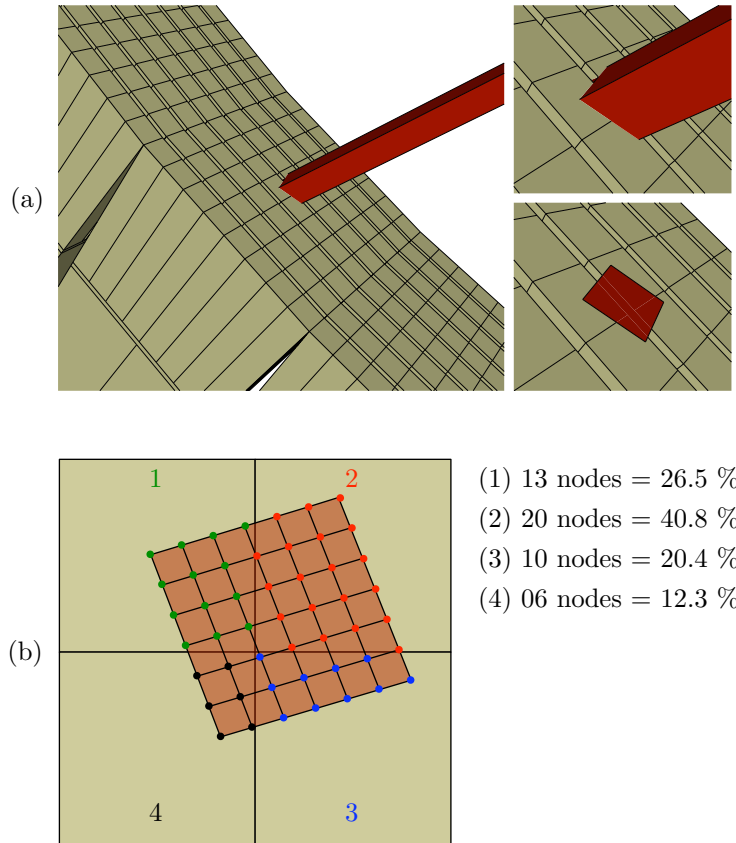 (a)
1
2
(1) 13 nodes = 26.5 %
(2) 20 nodes = 40.8 %
(3) 10 nodes = 20.4 %
(4) 06 nodes = 12.3 %
(b)
4
3